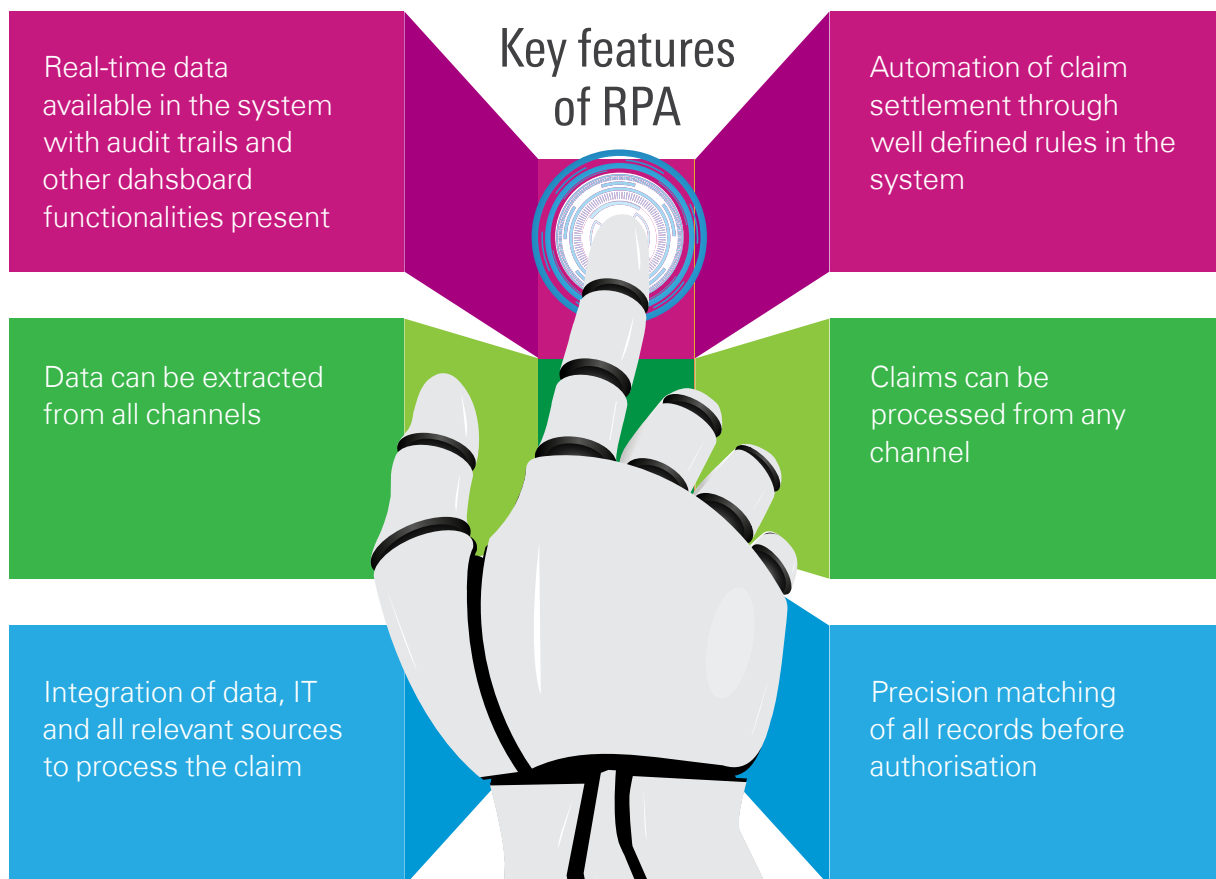 Key features
of RPA
Real-time data
available in the system
with audit trails and
other dahsboard
functionalities present
Automation of claim
settlement through
well defined rules in the
system
Data can be extracted
from all channels
Claims can be
processed from any
channel
Integration of data, IT
and all relevant sources
to process the claim
Precision matching
of all records before
authorisation